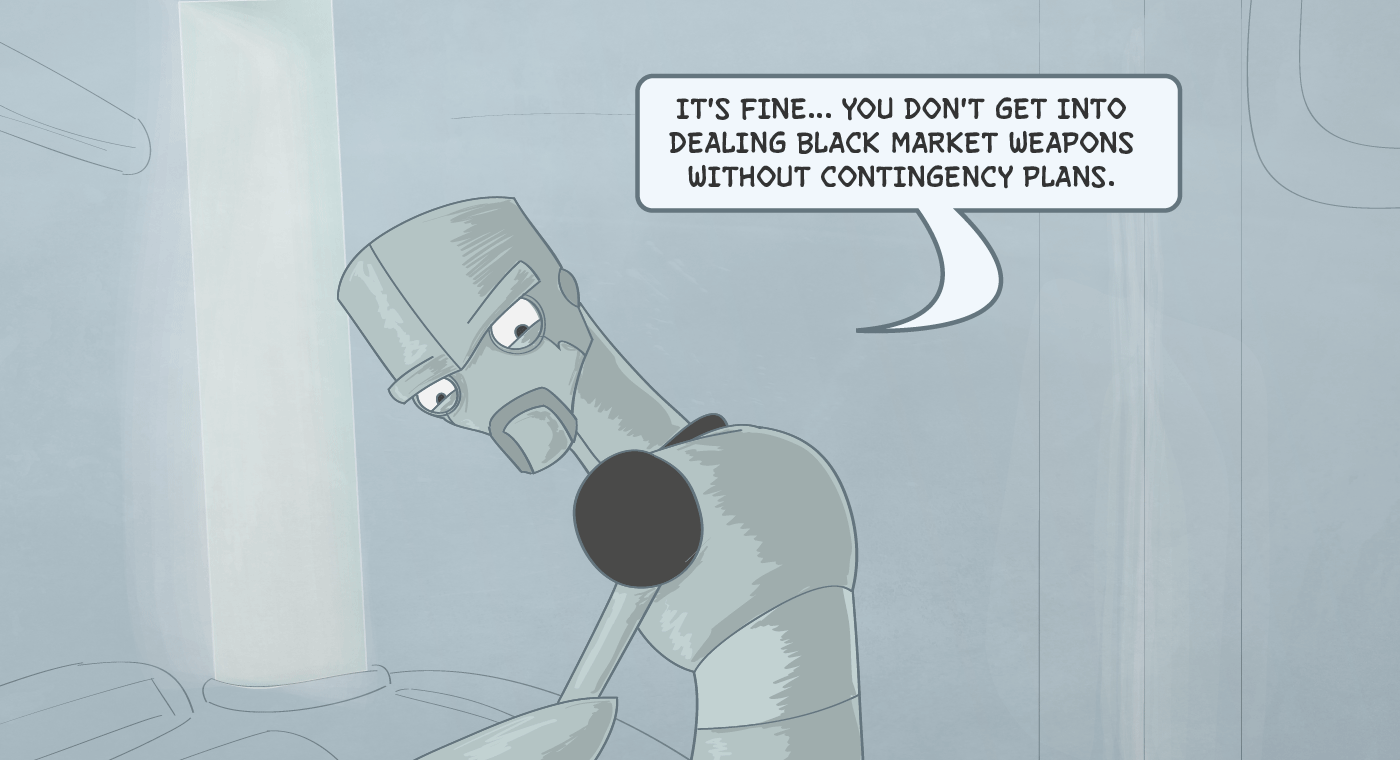 IT'S FINE... YOU DON'T GET INTO
DEALING BLACK MARKET WEAPONS
WITHOUT CONTINGENCY PLANS.